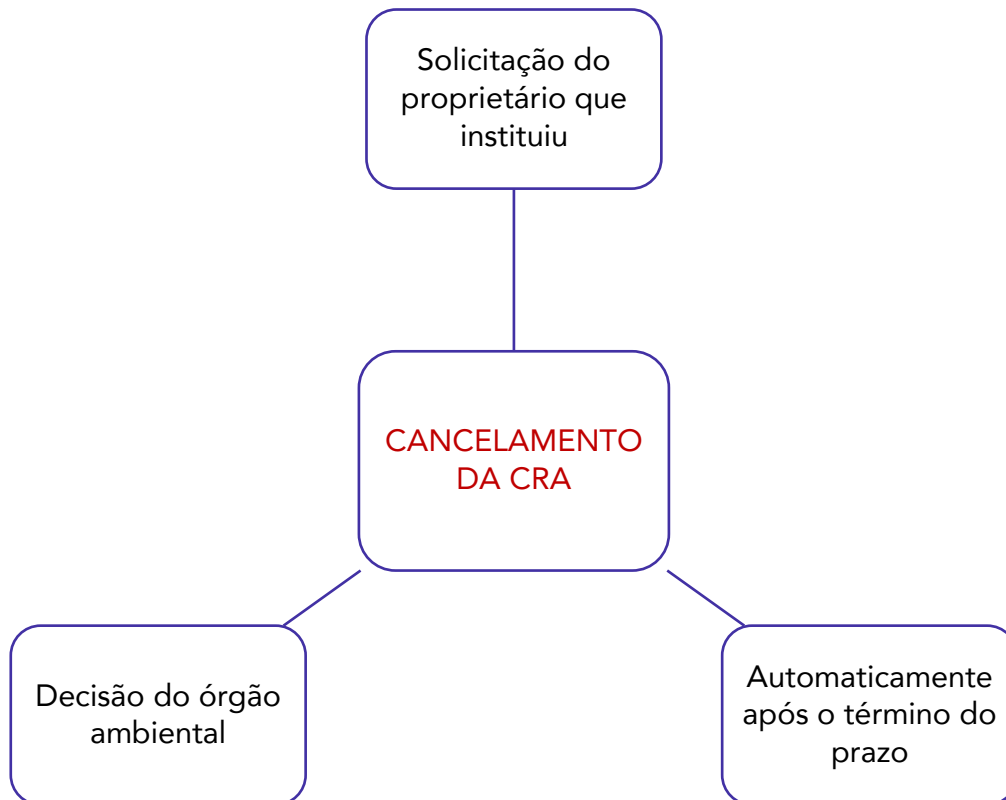 Solicitação do
proprietário que
instituiu
CANCELAMENTO
DA CRA
Decisão do órgão
ambiental
Automaticamente
após o término do
prazo